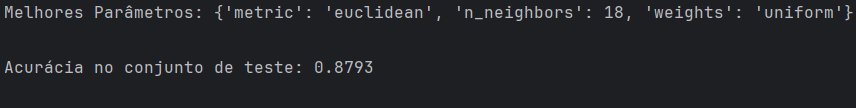 Melhores Parâmetros: {'metric': 'euclidean', 'n_neighbors': 18, 'weights': 'uniform'}
Acurácia no conjunto de teste: 0.8793